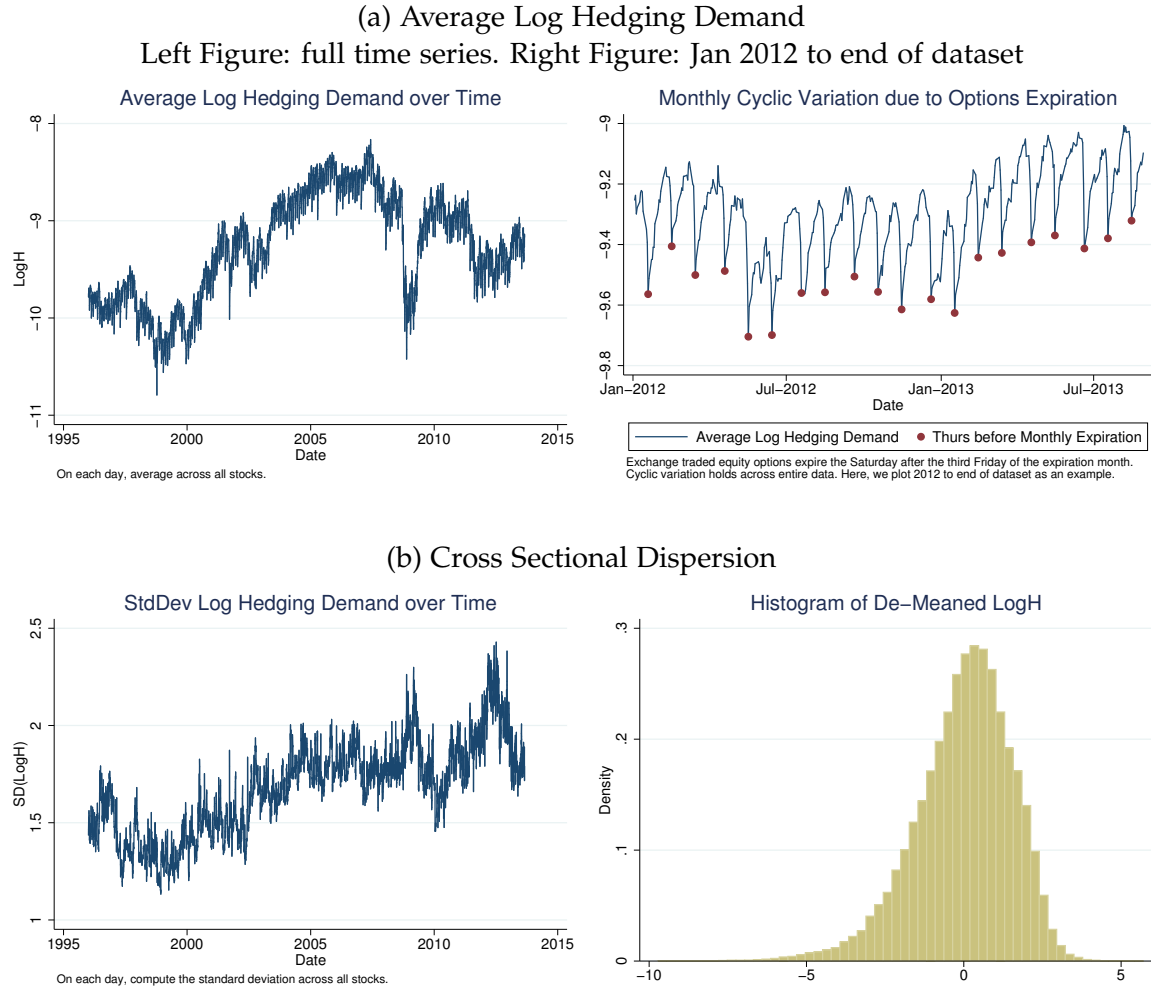 (a) Average Log Hedging Demand
Left Figure: full time series. Right Figure: Jan 2012 to end of dataset
Average Log Hedging Demand over Time
−8
−9
−10
−11
LogH
1995
2000
2005
2010
2015
Date
On each day, average across all stocks.
Monthly Cyclic Variation due to Options Expiration
−9
−9.2
−9.4
−9.6
−9.8
Jan−2012
Jul−2012
Jan−2013
Jul−2013
Date
Average Log Hedging Demand
Thurs before Monthly Expiration
Exchange traded equity options expire the Saturday after the third Friday of the expiration month.
Cyclic variation holds across entire data. Here, we plot 2012 to end of dataset as an example.
(b) Cross Sectional Dispersion
StdDev Log Hedging Demand over Time
2.5
2
1.5
1
SD(LogH)
1995
2000
2005
2010
2015
Date
On each day, compute the standard deviation across all stocks.
Histogram of De−Meaned LogH
.3
.2
.1
0
Density
−10
−5
0
5